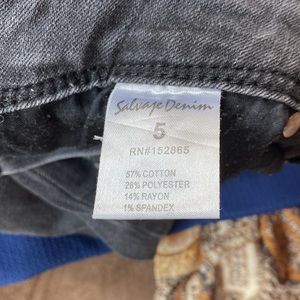 Salvage Denim
5
RN#152865
57% COTTON
28% POLYESTER
14% RAYON
1% SPANDEX